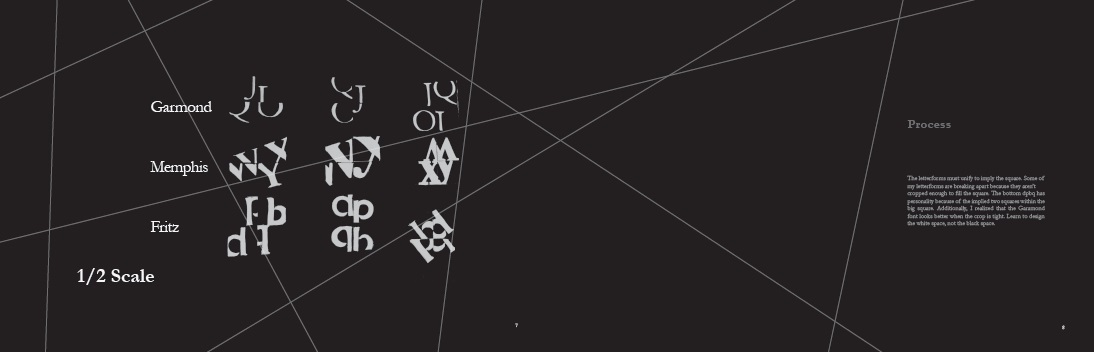 Garmond
Memphis
Fritz
1/2 Scale
7
Process
The letterforms must unify to imply the square. Some of
my letterforms are breaking apart because they aren't
cropped enough to fill the square. The bottom dpbq has
personality because of the implied two squares within the
big square. Additionally, I realized that the Garamond
font looks better when the crop is tight. Learn to design
the white space, not the black space.
8